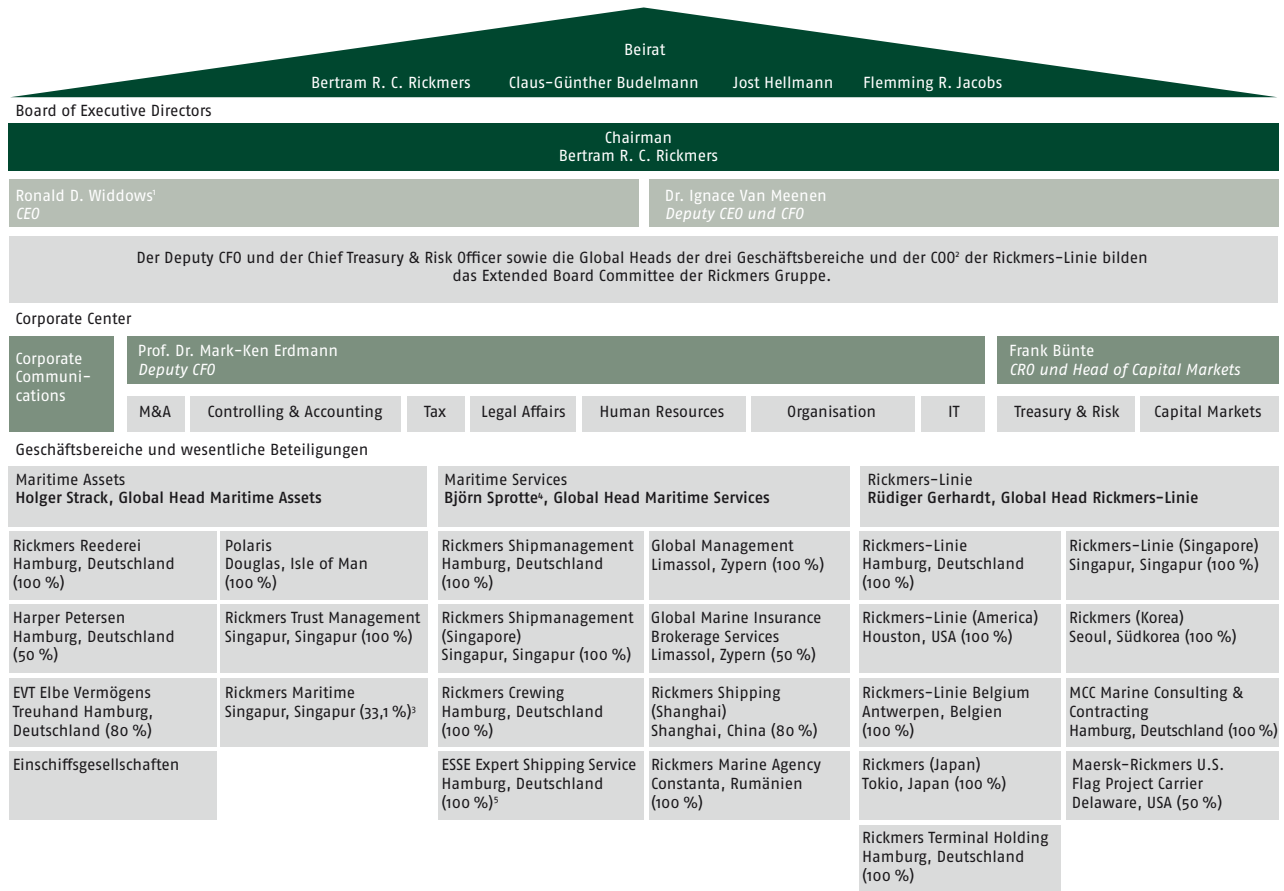 Beirat
Bertram R. C. Rickmers Claus-Günther Budelmann Jost Hellmann Flemming R. Jacobs
Board of Executive Directors
Chairman
Bertram R. C. Rickmers
Ronald D. Widdows¹
CEO
Dr. Ignace Van Meenen
Deputy CEO und CFO
Der Deputy CFO und der Chief Treasury & Risk Officer sowie die Global Heads der drei Geschäftsbereiche und der COO² der Rickmers-Linie bilden
das Extended Board Committee der Rickmers Gruppe.
Corporate Center
Corporate
Communi-
cations
Prof. Dr. Mark-Ken Erdmann
Deputy CFO
Frank Bünte
CRO und Head of Capital Markets
M&A
Controlling & Accounting
Tax
Legal Affairs
Human Resources
Organisation
IT
Treasury & Risk
Capital Markets
Geschäftsbereiche und wesentliche Beteiligungen
Maritime Assets
Holger Strack, Global Head Maritime Assets
Rickmers Reederei
Hamburg, Deutschland
(100 %)
Polaris
Douglas, Isle of Man
(100 %)
Harper Petersen
Hamburg, Deutschland
(50 %)
Rickmers Trust Management
Singapur, Singapur (100 %)
EVT Elbe Vermögens
Treuhand Hamburg,
Deutschland (80 %)
Rickmers Maritime
Singapur, Singapur (33,1 %)³
Einschiffsgesellschaften
Maritime Services
Björn Sprotte⁴, Global Head Maritime Services
Rickmers Shipmanagement
Hamburg, Deutschland
(100 %)
Global Management
Limassol, Zypern (100 %)
Rickmers Shipmanagement
(Singapore)
Singapur, Singapur (100 %)
Global Marine Insurance
Brokerage Services
Limassol, Zypern (50 %)
Rickmers Crewing
Hamburg, Deutschland
(100 %)
Rickmers Shipping
(Shanghai)
Shanghai, China (80 %)
ESSE Expert Shipping Service
Hamburg, Deutschland
(100 %)⁵
Rickmers Marine Agency
Constanta, Rumänien
(100 %)
Rickmers-Linie
Rüdiger Gerhardt, Global Head Rickmers-Linie
Rickmers-Linie
Hamburg, Deutschland
(100 %)
Rickmers-Linie (Singapore)
Singapur, Singapur (100 %)
Rickmers-Linie (America)
Houston, USA (100 %)
Rickmers (Korea)
Seoul, Südkorea (100 %)
Rickmers-Linie Belgium
Antwerpen, Belgien
(100 %)
MCC Marine Consulting &
Contracting
Hamburg, Deutschland (100 %)
Rickmers (Japan)
Tokio, Japan (100 %)
Maersk-Rickmers U.S.
Flag Project Carrier
Delaware, USA (50 %)
Rickmers Terminal Holding
Hamburg, Deutschland
(100 %)